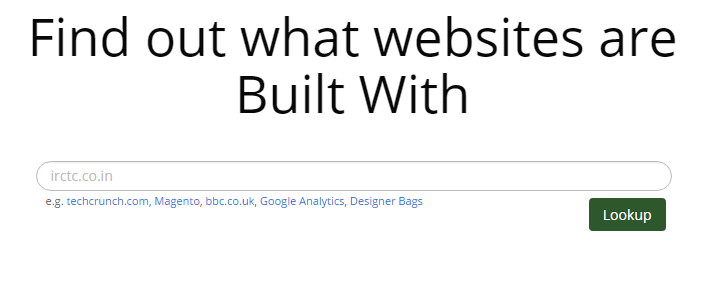 Find out what websites are
Built With
irctc.co.in
e.g. techcrunch.com, Magento, bbc.co.uk, Google Analytics, Designer Bags
Lookup